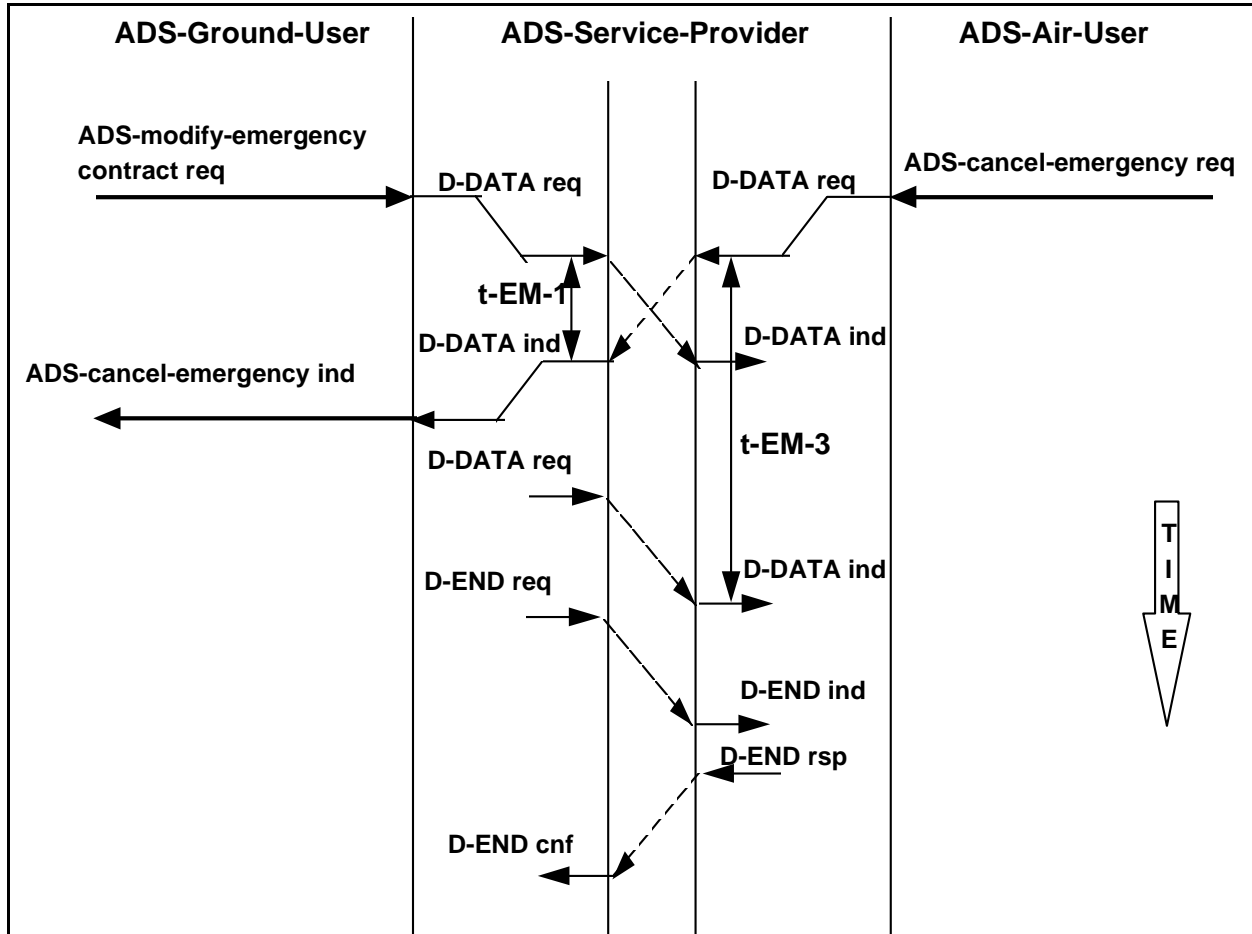 ADS-Ground-User
ADS-Service-Provider
ADS-Air-User
ADS-modify-emergency
contract req
D-DATA req
D-DATA req
ADS-cancel-emergency req
t-EM-1
D-DATA ind
D-DATA ind
ADS-cancel-emergency ind
t-EM-3
D-DATA req
D-DATA ind
D-END req
D-END ind
D-END rsp
D-END cnf
T
I
M
E